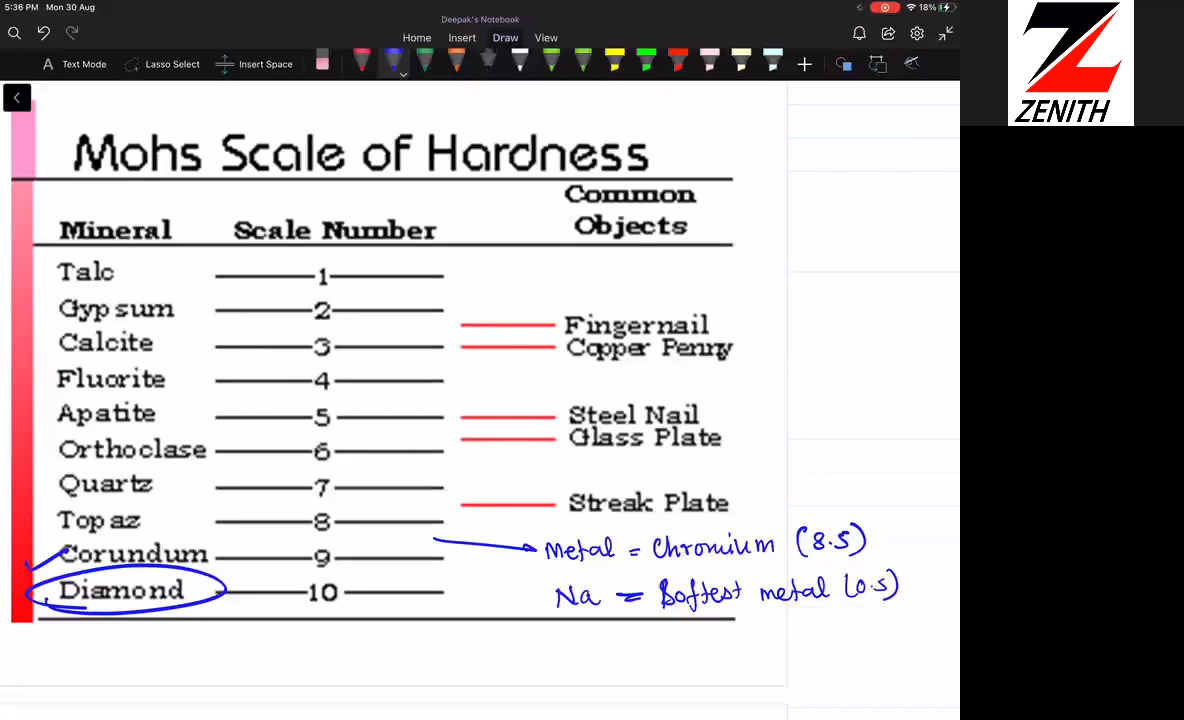 5:36 PM Mon 30 Aug
18%
Deepak's Notebook
Home Insert Draw View
Text Mode Lasso Select Insert Space
ZENITH
Mohs Scale of Hardness
Mineral Scale Number Common Objects
Talc 1
Gypsum 2
Fingernail
Calcite 3 Copper Penny
Fluorite 4
Apatite 5 Steel Nail
Glass Plate
Orthoclase 6
Quartz 7
Streak Plate
Topaz 8
Metal = Chromium (8.5)
Corundum 9
Diamond 10
Na = Softest metal (0.5)